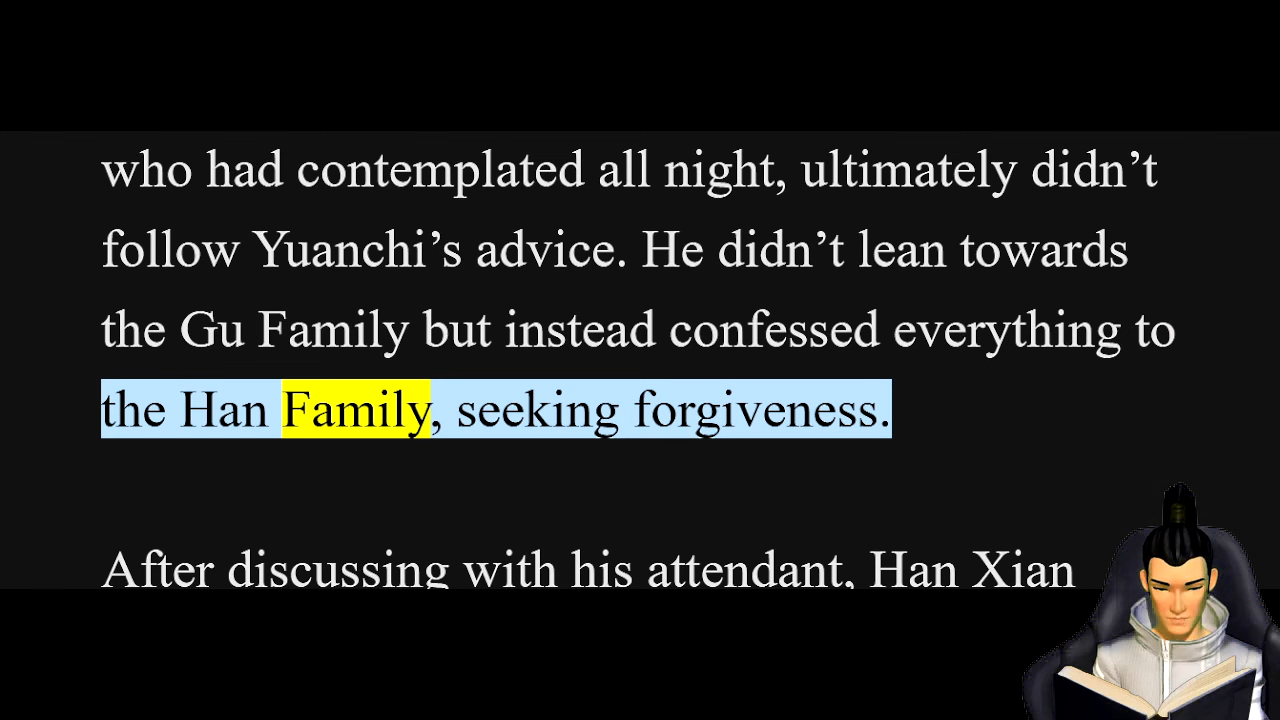 who had contemplated all night, ultimately didn’t
follow Yuanchi’s advice. He didn’t lean towards
the Gu Family but instead confessed everything to
the Han Family, seeking forgiveness.
After discussing with his attendant, Han Xian